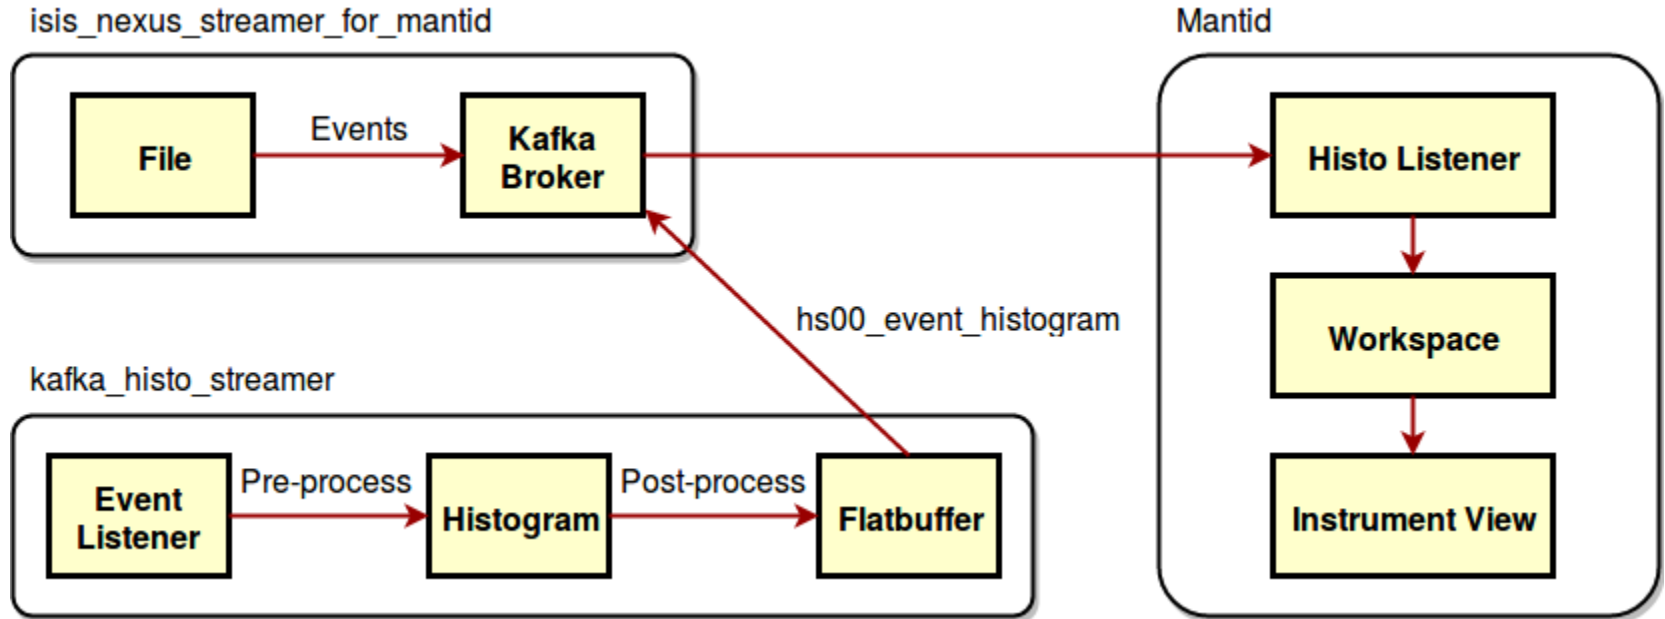 isis_nexus_streamer_for_mantid
Mantid
File
Events
Kafka
Broker
Histo Listener
hs00_event_histogram
Workspace
kafka_histo_streamer
Event
Listener
Pre-process
Histogram
Post-process
Flatbuffer
Instrument View